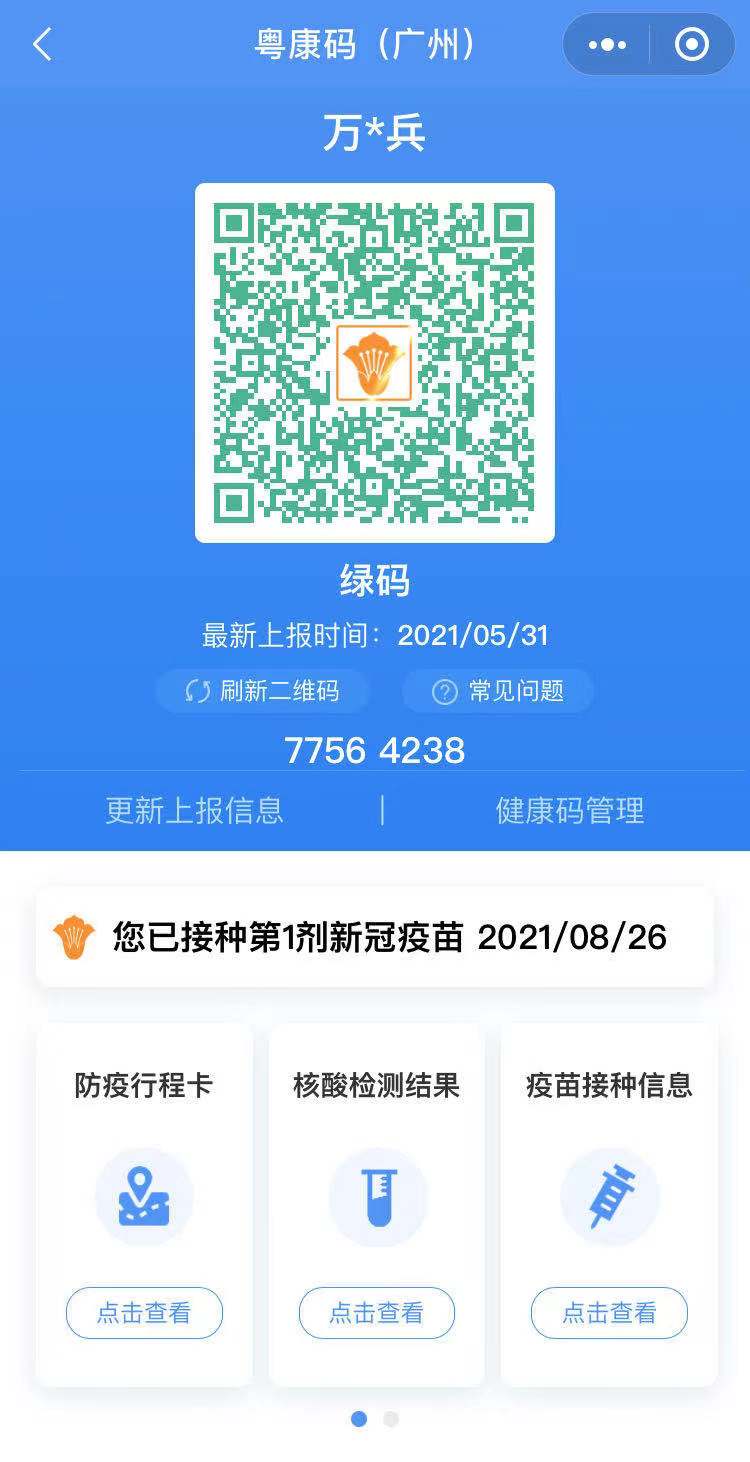 粤康码（广州）
万*兵
绿码
最新上报时间：2021/05/31
刷新二维码 常见问题
7756 4238
更新上报信息 | 健康码管理
您已接种第1剂新冠疫苗 2021/08/26
防疫行程卡 核酸检测结果 疫苗接种信息
点击查看 点击查看 点击查看